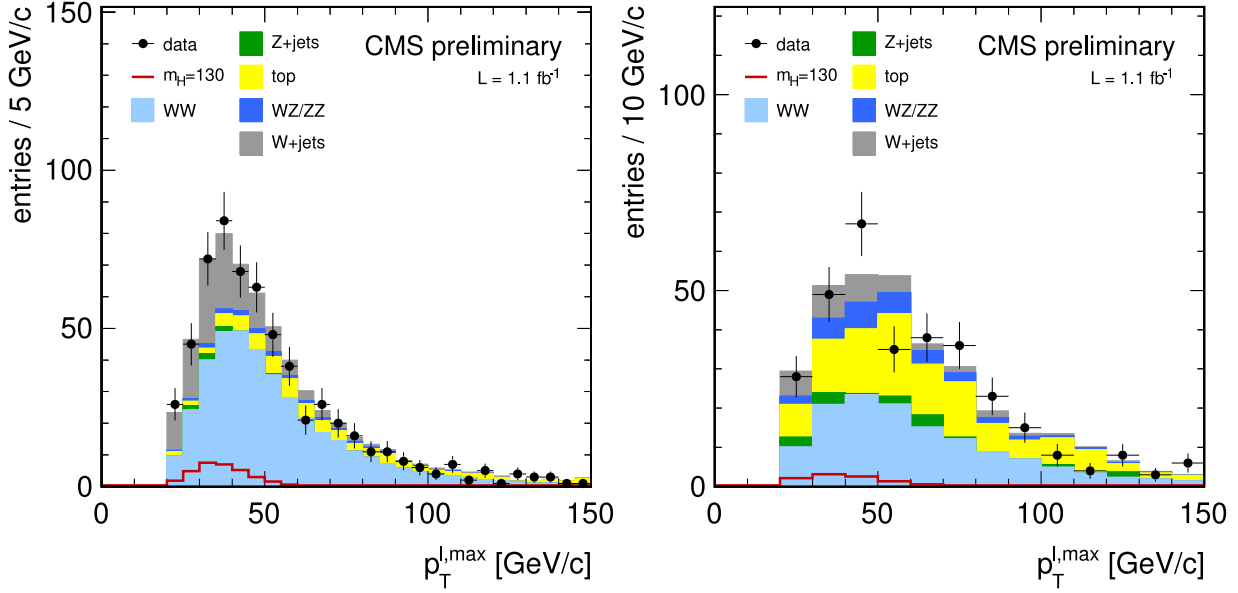 entries / 5 GeV/c
150
100
50
0
data
m_H=130
WW
Z+jets
top
WZ/ZZ
W+jets
CMS preliminary
L = 1.1 fb⁻¹
0 50 100 150
p_T^{l,max} [GeV/c]
entries / 10 GeV/c
100
50
0
data
m_H=130
WW
Z+jets
top
WZ/ZZ
W+jets
CMS preliminary
L = 1.1 fb⁻¹
0 50 100 150
p_T^{l,max} [GeV/c]